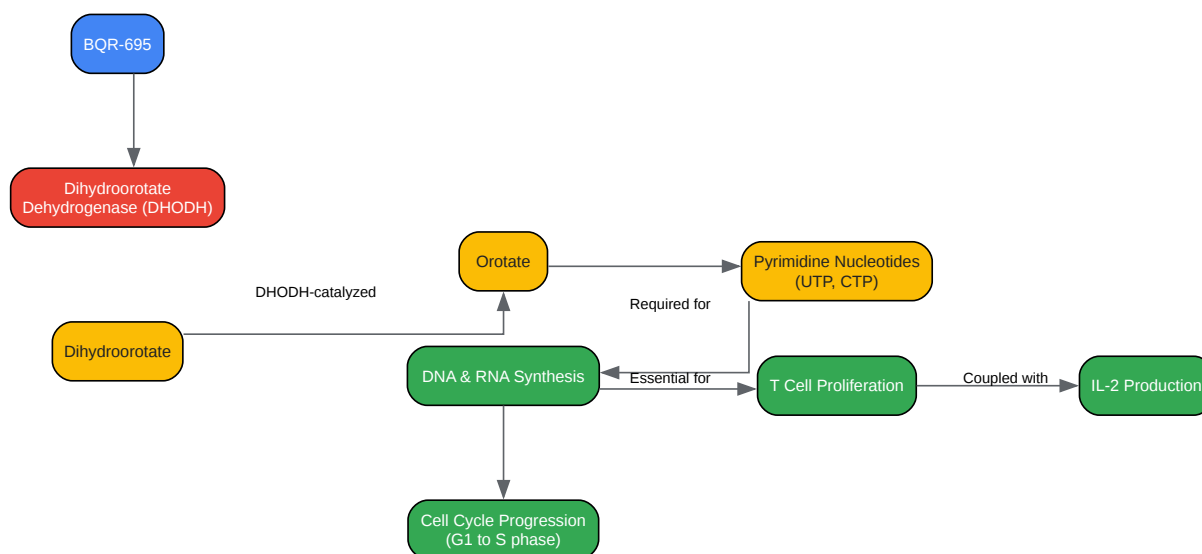 BQR-695
Dihydroorotate
Dehydrogenase (DHODH)
Orotate
Pyrimidine Nucleotides
(UTP, CTP)
DHODH-catalyzed
Required for
Dihydroorotate
DNA & RNA Synthesis
Essential for
T Cell Proliferation
Coupled with
IL-2 Production
Cell Cycle Progression
(G1 to S phase)